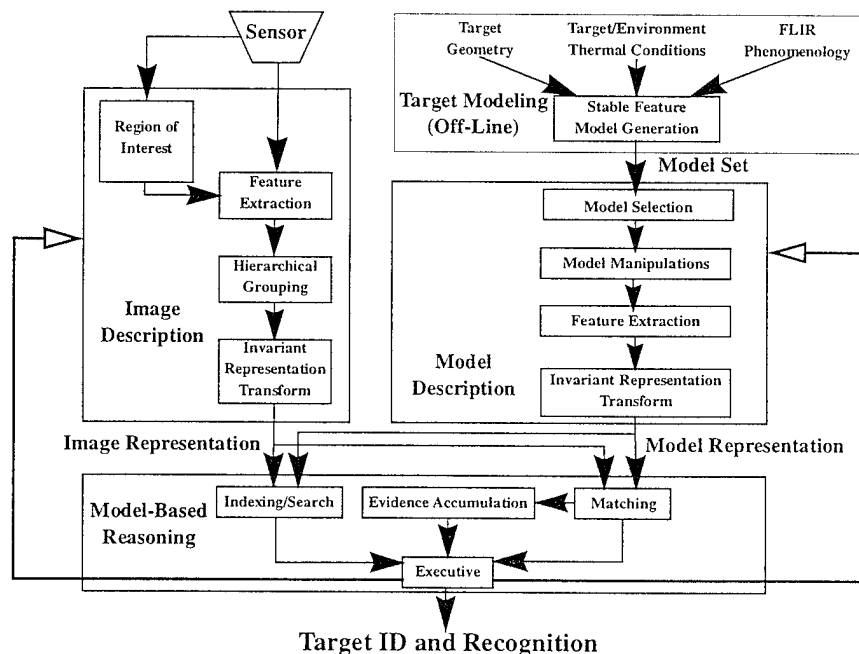 Sensor
Region of
Interest
Feature
Extraction
Hierarchical
Grouping
Image
Description
Invariant
Representation
Transform
Target
Geometry
Target/Environment
Thermal Conditions
FLIR
Phenomenology
Target Modeling
(Off-Line)
Stable Feature
Model Generation
Model Set
Model Selection
Model Manipulations
Feature Extraction
Model
Description
Invariant Representation
Transform
Image Representation
Model Representation
Model-Based
Reasoning
Indexing/Search
Evidence Accumulation
Matching
Executive
Target ID and Recognition